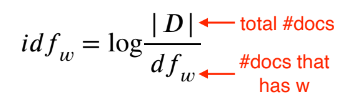 idf_w = log |D| / df_w
total #docs
#docs that
has w